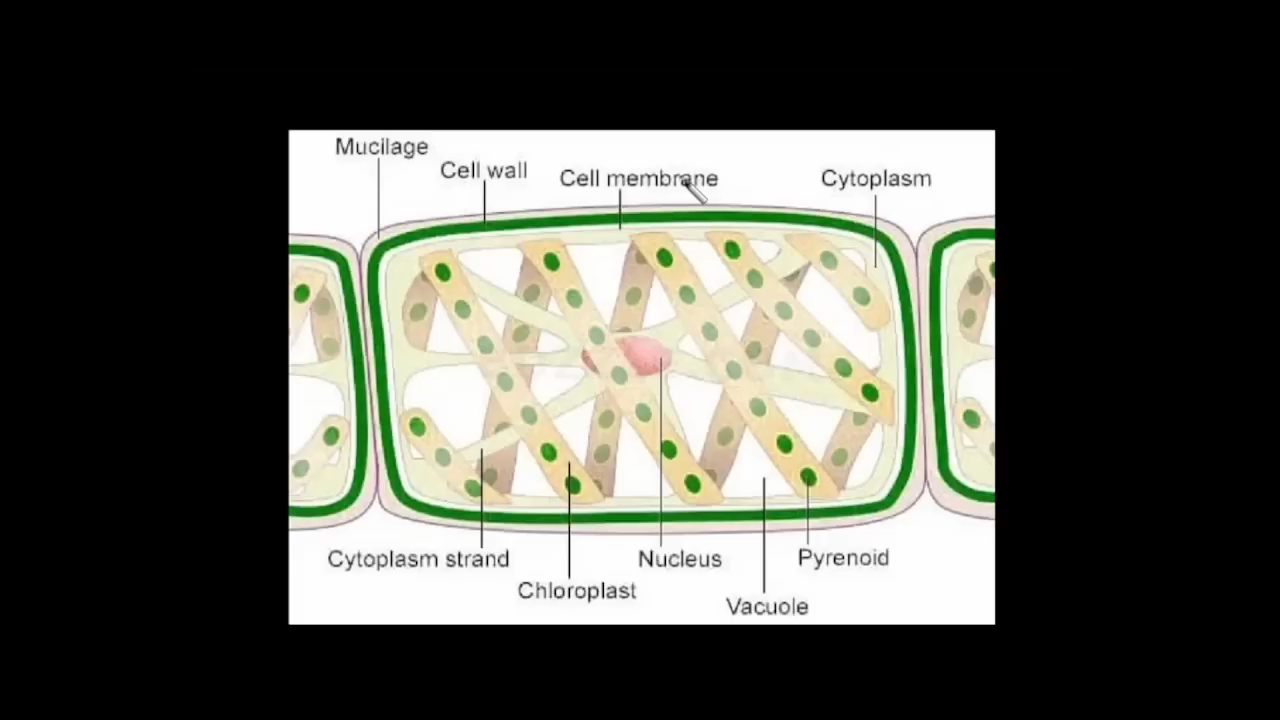 Mucilage
Cell wall
Cell membrane
Cytoplasm
Cytoplasm strand
Nucleus
Pyrenoid
Chloroplast
Vacuole